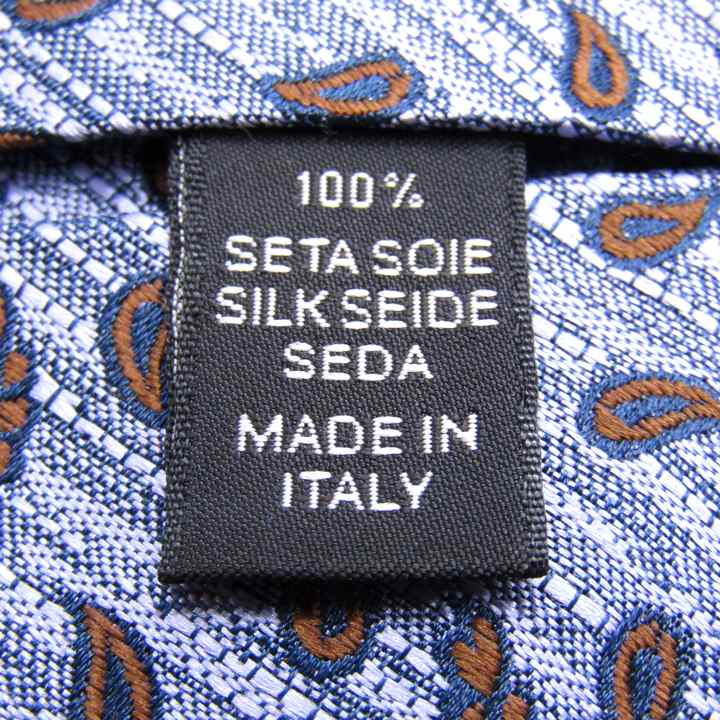 100%
SETA SOIE
SILK SEIDE
SEDA
MADE IN
ITALY